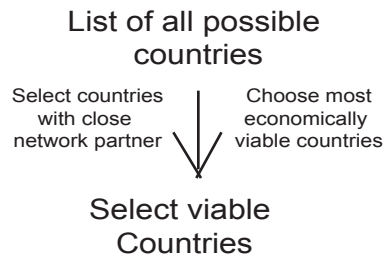 List of all possible
countries
Select countries
with close
network partner
Choose most
economically
viable countries
Select viable
Countries